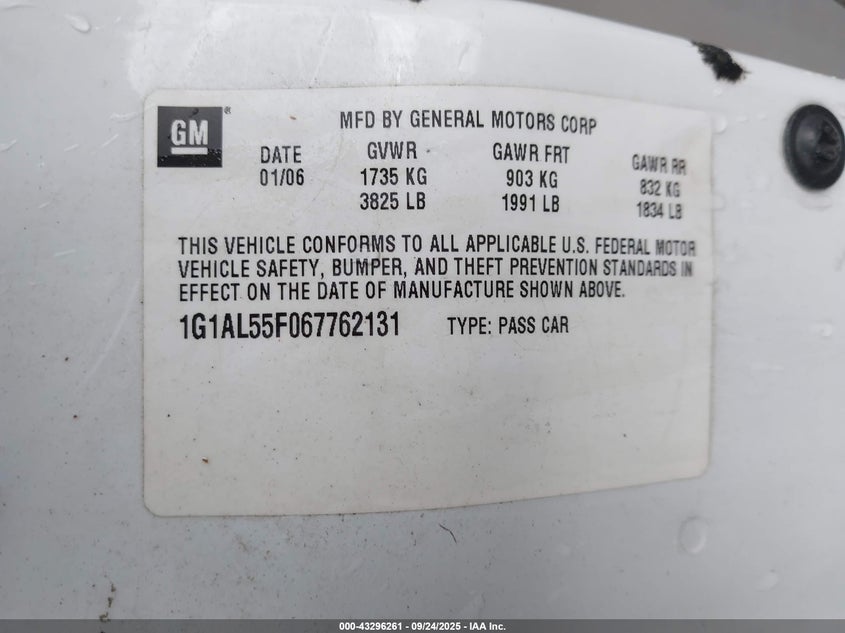 GM ®
MFD BY GENERAL MOTORS CORP
DATE GVWR GAWR FRT GAWR RR
01/06 1735 KG 903 KG 832 KG
3825 LB 1991 LB 1834 LB
THIS VEHICLE CONFORMS TO ALL APPLICABLE U.S. FEDERAL MOTOR
VEHICLE SAFETY, BUMPER, AND THEFT PREVENTION STANDARDS IN
EFFECT ON THE DATE OF MANUFACTURE SHOWN ABOVE.
1G1AL55F067762131 TYPE: PASS CAR
000-43296261 - 09/24/2025 - IAA Inc.